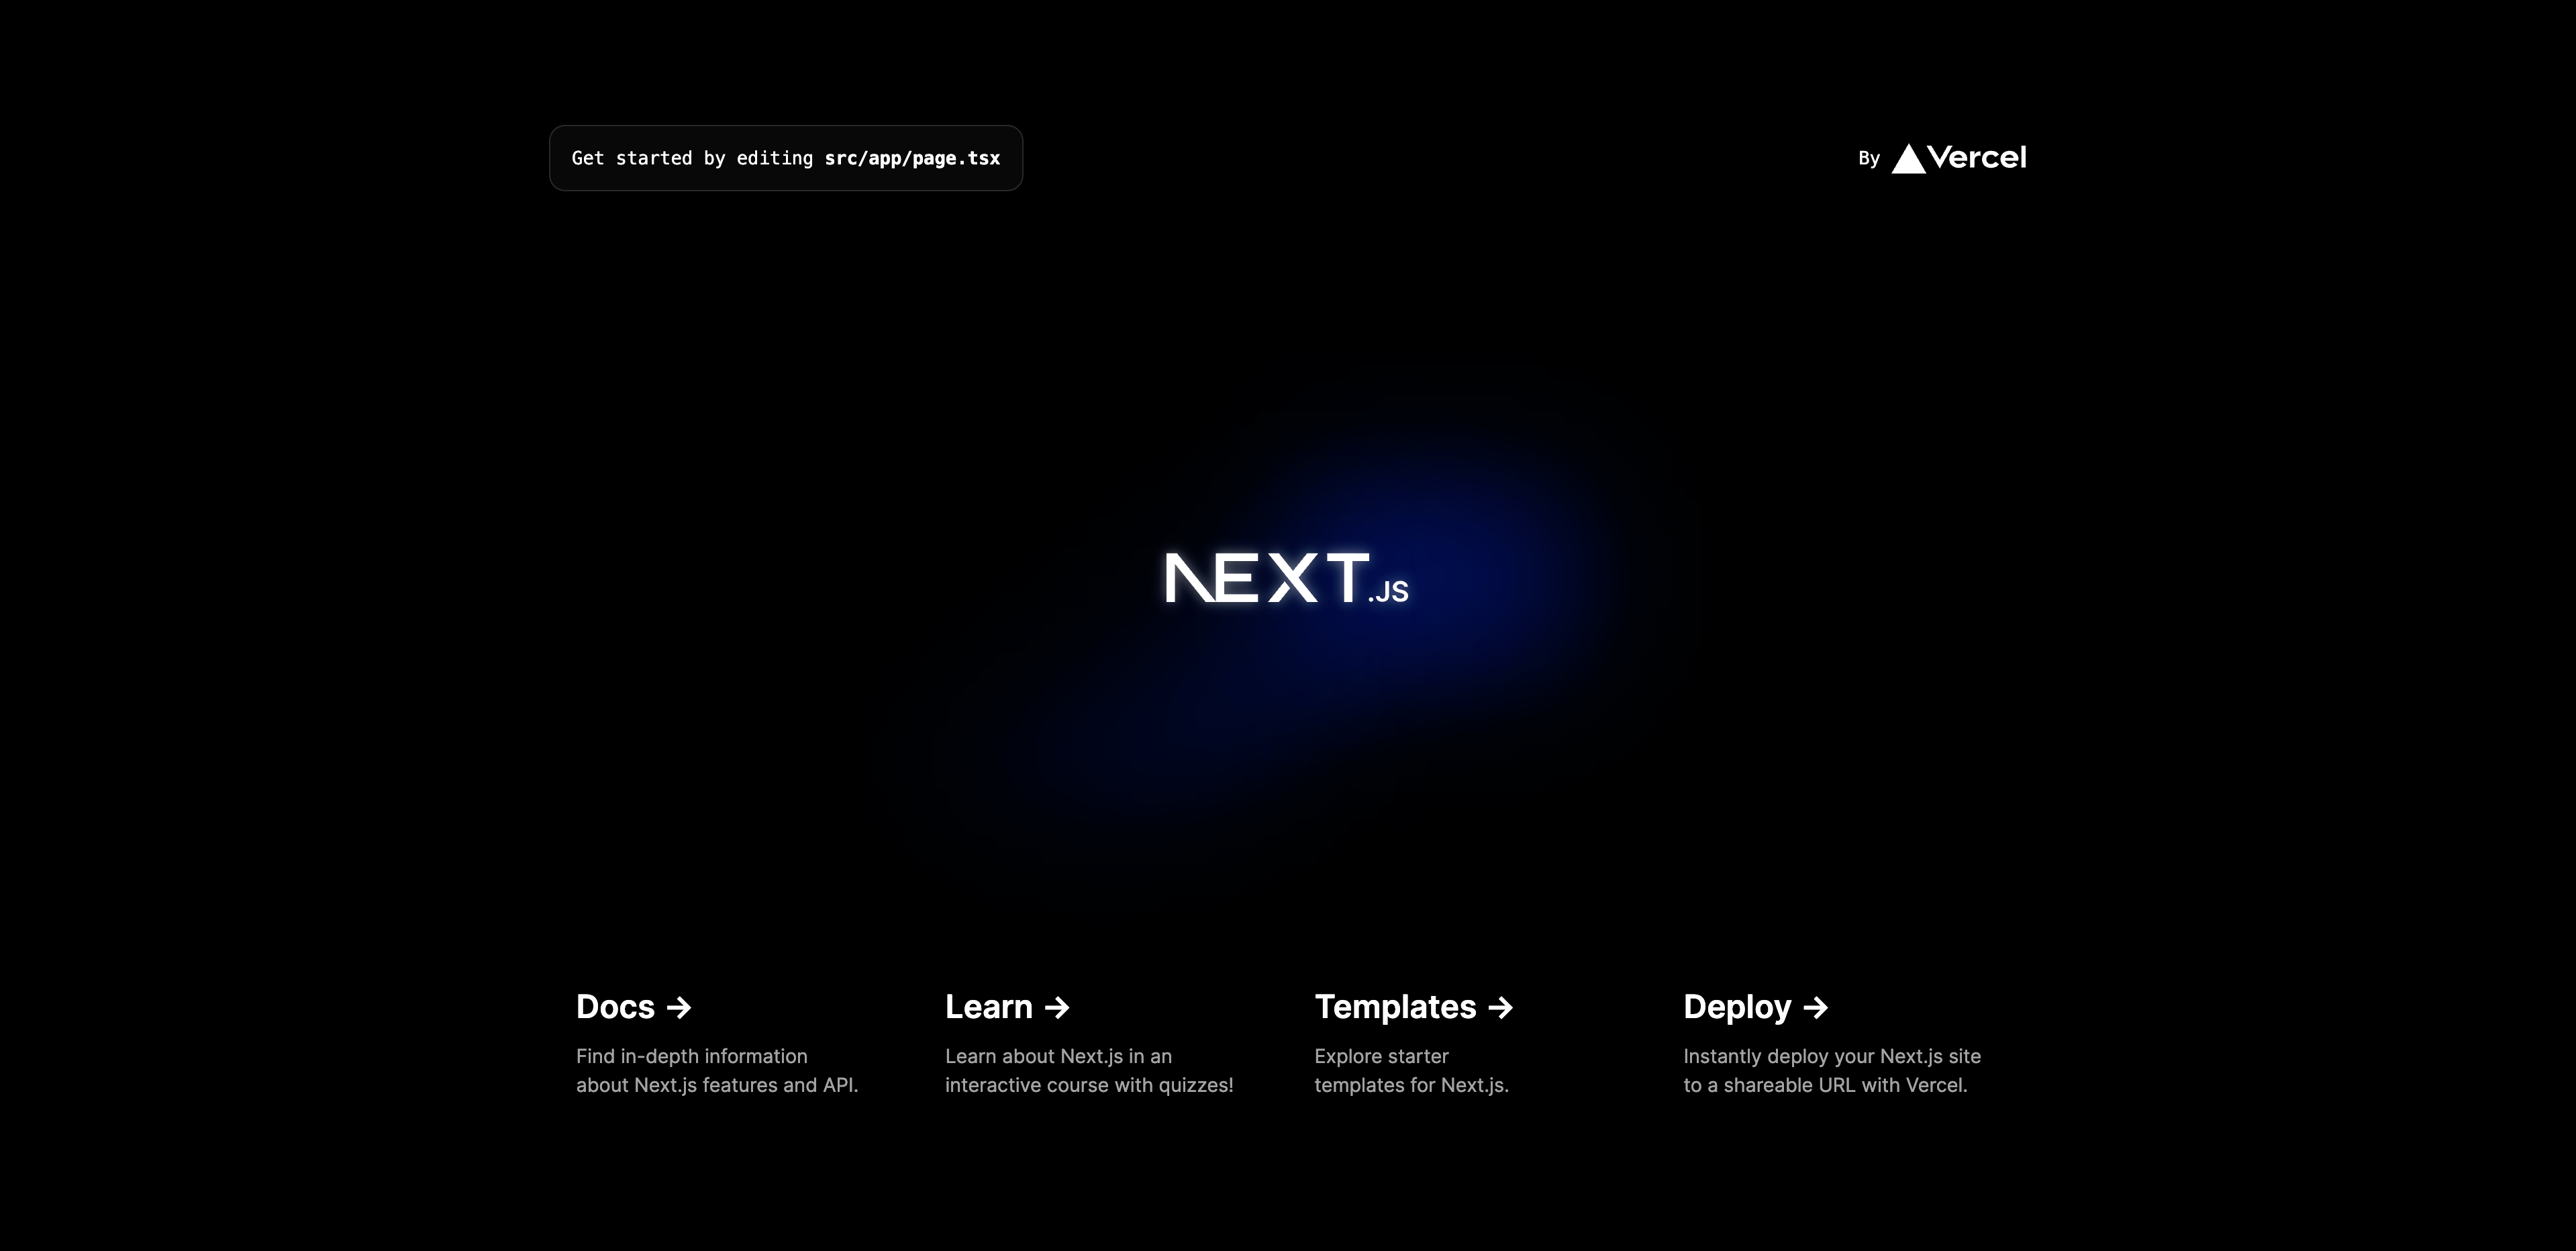 Get started by editing src/app/page.tsx
By Vercel
NEXT.JS
Docs →
Find in-depth information
about Next.js features and API.
Learn →
Learn about Next.js in an
interactive course with quizzes!
Templates →
Explore starter
templates for Next.js.
Deploy →
Instantly deploy your Next.js site
to a shareable URL with Vercel.